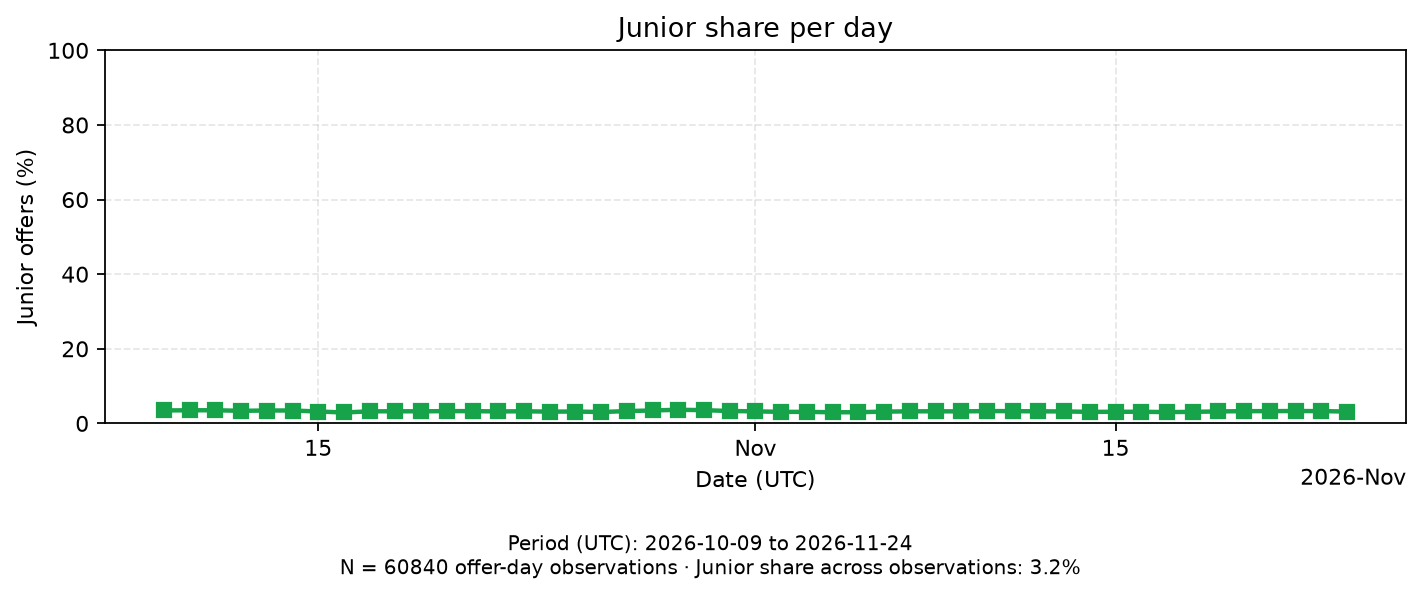 Junior share per day
Junior offers (%)
100
80
60
40
20
0
15
Nov
15
Date (UTC)
2026-Nov
Period (UTC): 2026-10-09 to 2026-11-24
N = 60840 offer-day observations · Junior share across observations: 3.2%